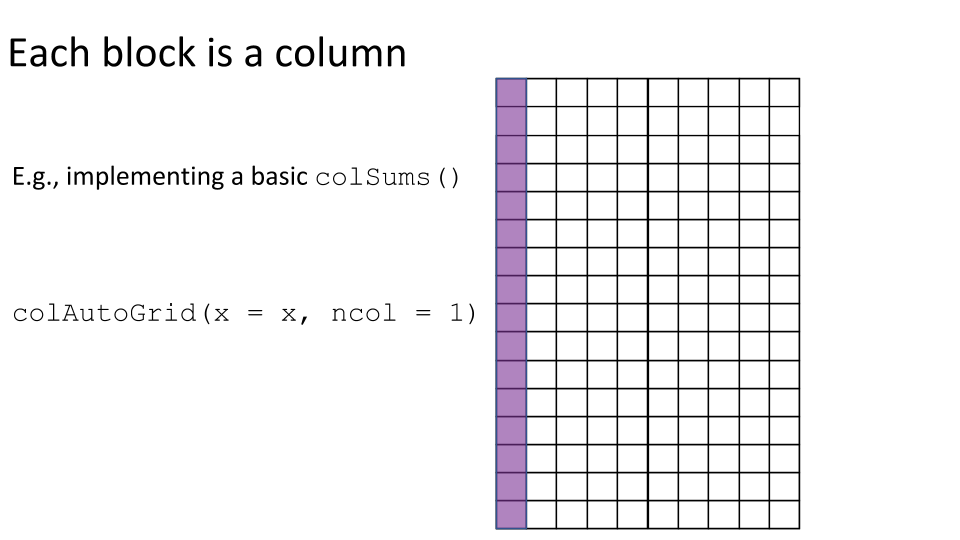 Each block is a column
E.g., implementing a basic colSums()
colAutoGrid(x = x, ncol = 1)